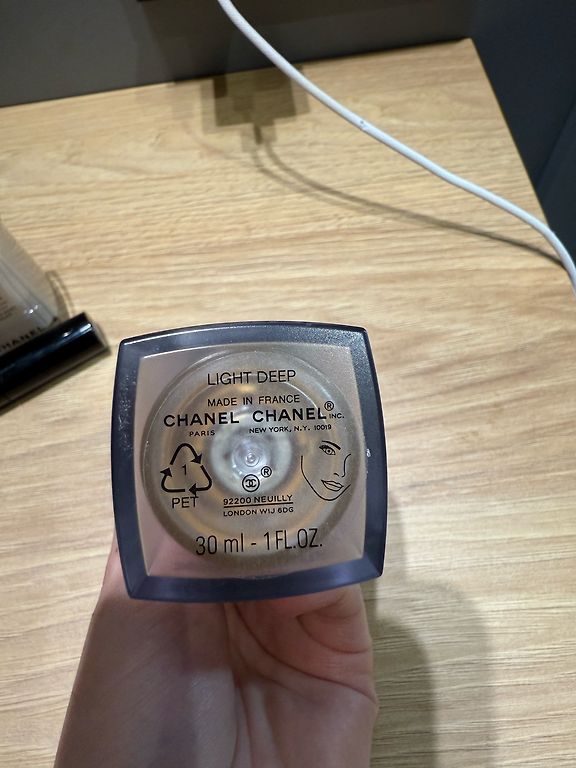 LIGHT DEEP
MADE IN FRANCE
CHANEL CHANEL® INC.
PARIS NEW YORK, N.Y. 10019
1
PET
®
92200 NEUILLY
LONDON W1J 6DG
30 ml - 1 FL.OZ.
CHANEL